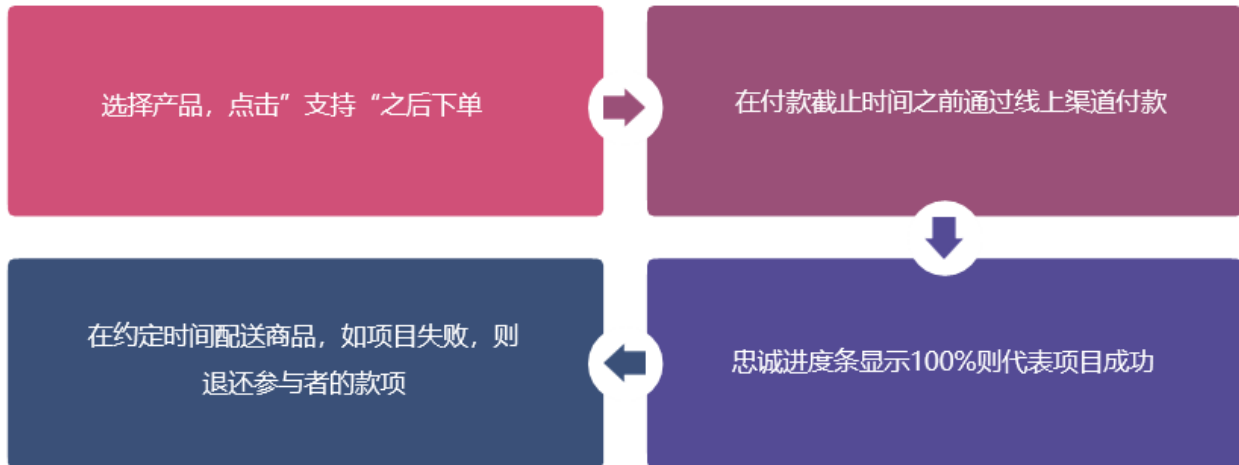 选择产品，点击”支持“之后下单
在付款截止时间之前通过线上渠道付款
忠诚进度条显示100%则代表项目成功
在约定时间配送商品，如项目失败，则
退还参与者的款项